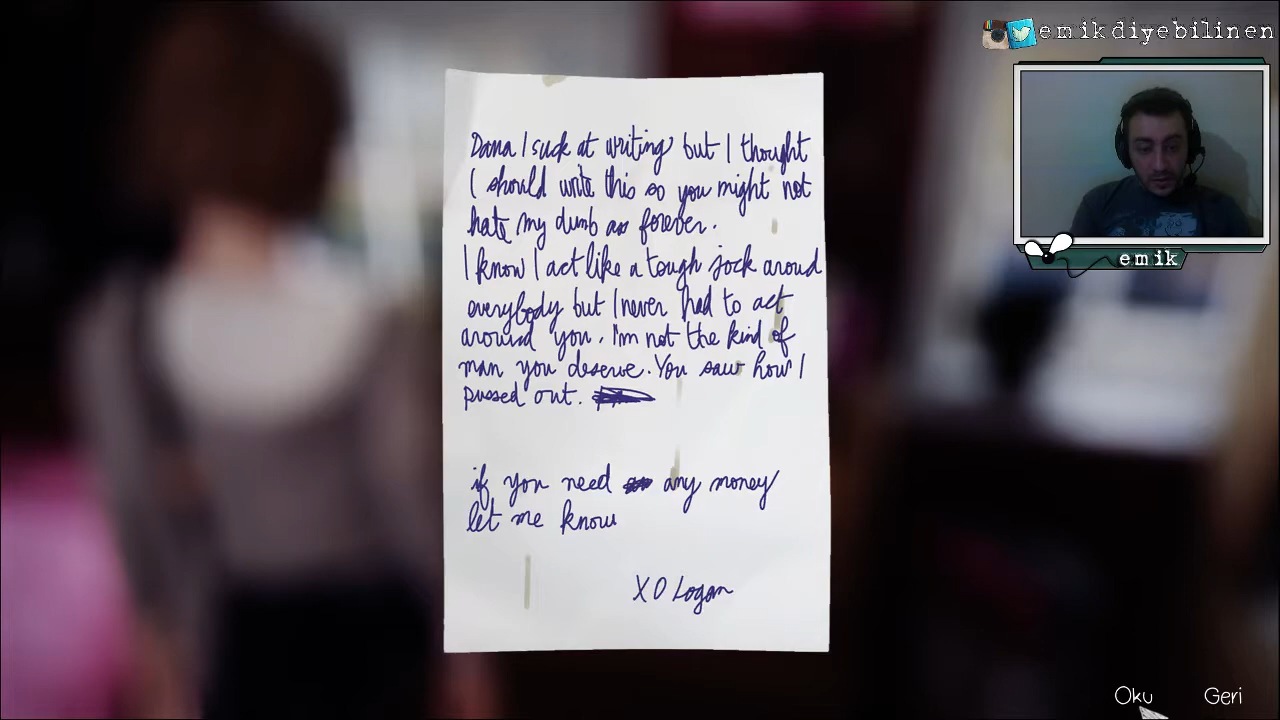 emikdiyebilinen
emik
Dana I suck at writing but I thought
I should write this so you might not
hate my dumb ass forever.
I know I act like a tough jock aroud
everybody but I never had to act
around you. I'm not the kind of
man you deserve. You saw how I
pussed out.
if you need any money
let me know
XO Logan
Oku
Geri